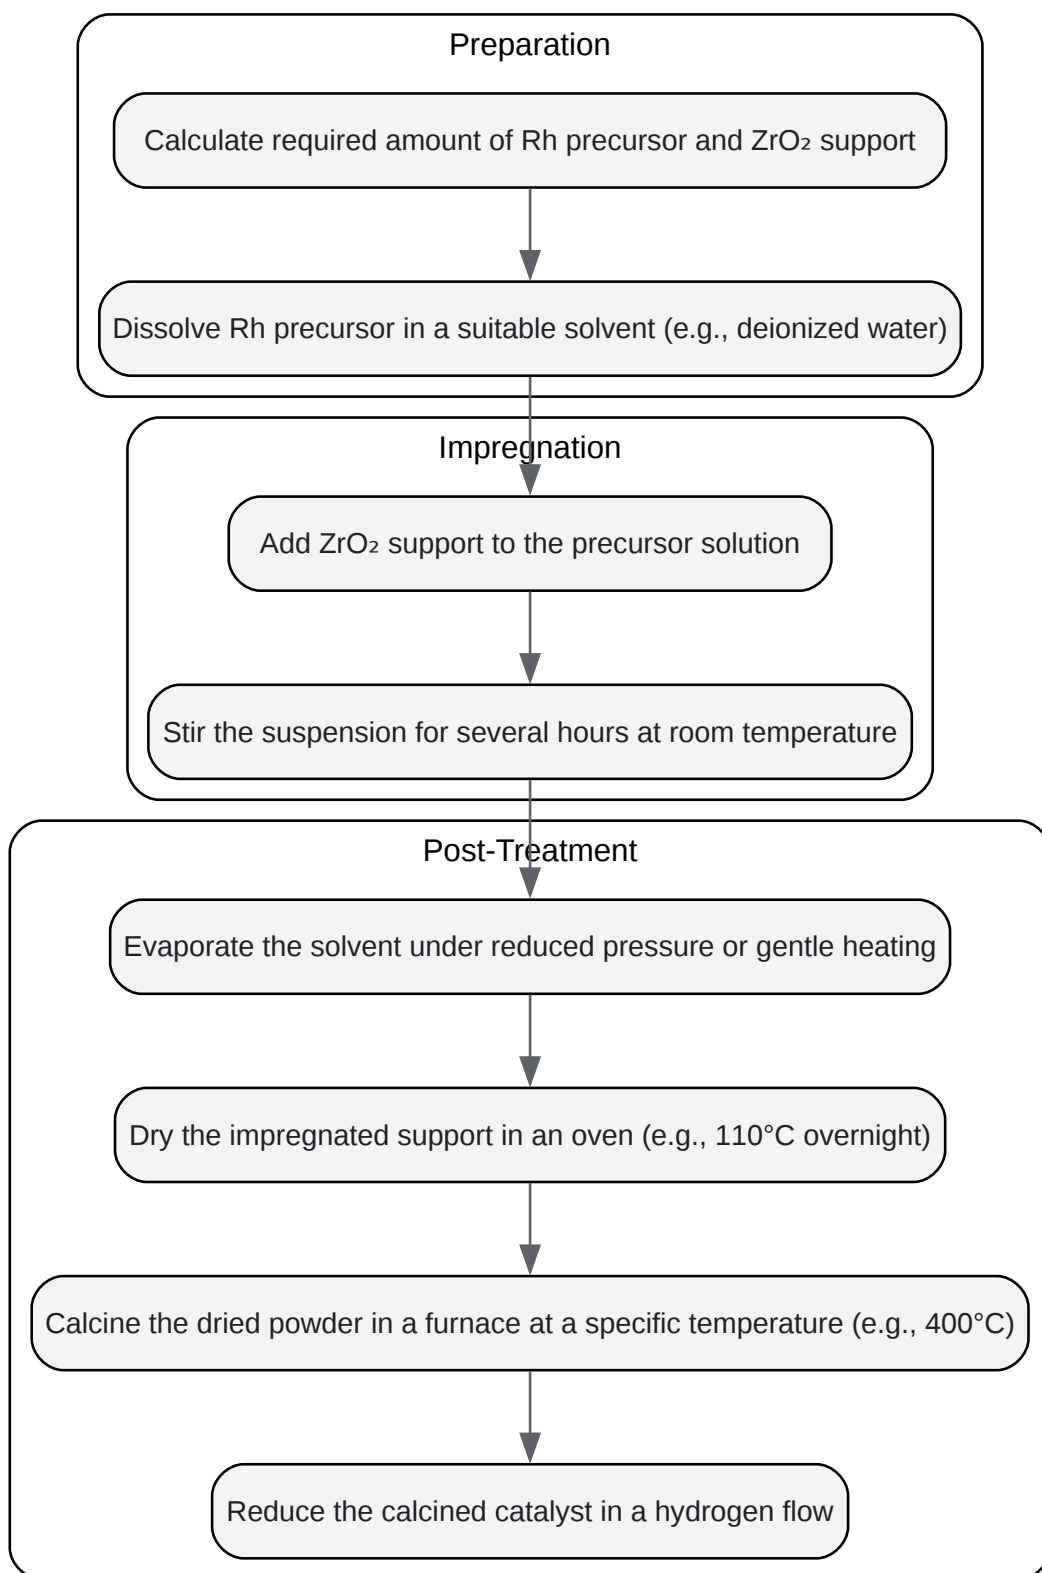 Preparation
Calculate required amount of Rh precursor and ZrO₂ support
Dissolve Rh precursor in a suitable solvent (e.g., deionized water)
Impregnation
Add ZrO₂ support to the precursor solution
Stir the suspension for several hours at room temperature
Post-Treatment
Evaporate the solvent under reduced pressure or gentle heating
Dry the impregnated support in an oven (e.g., 110°C overnight)
Calcine the dried powder in a furnace at a specific temperature (e.g., 400°C)
Reduce the calcined catalyst in a hydrogen flow